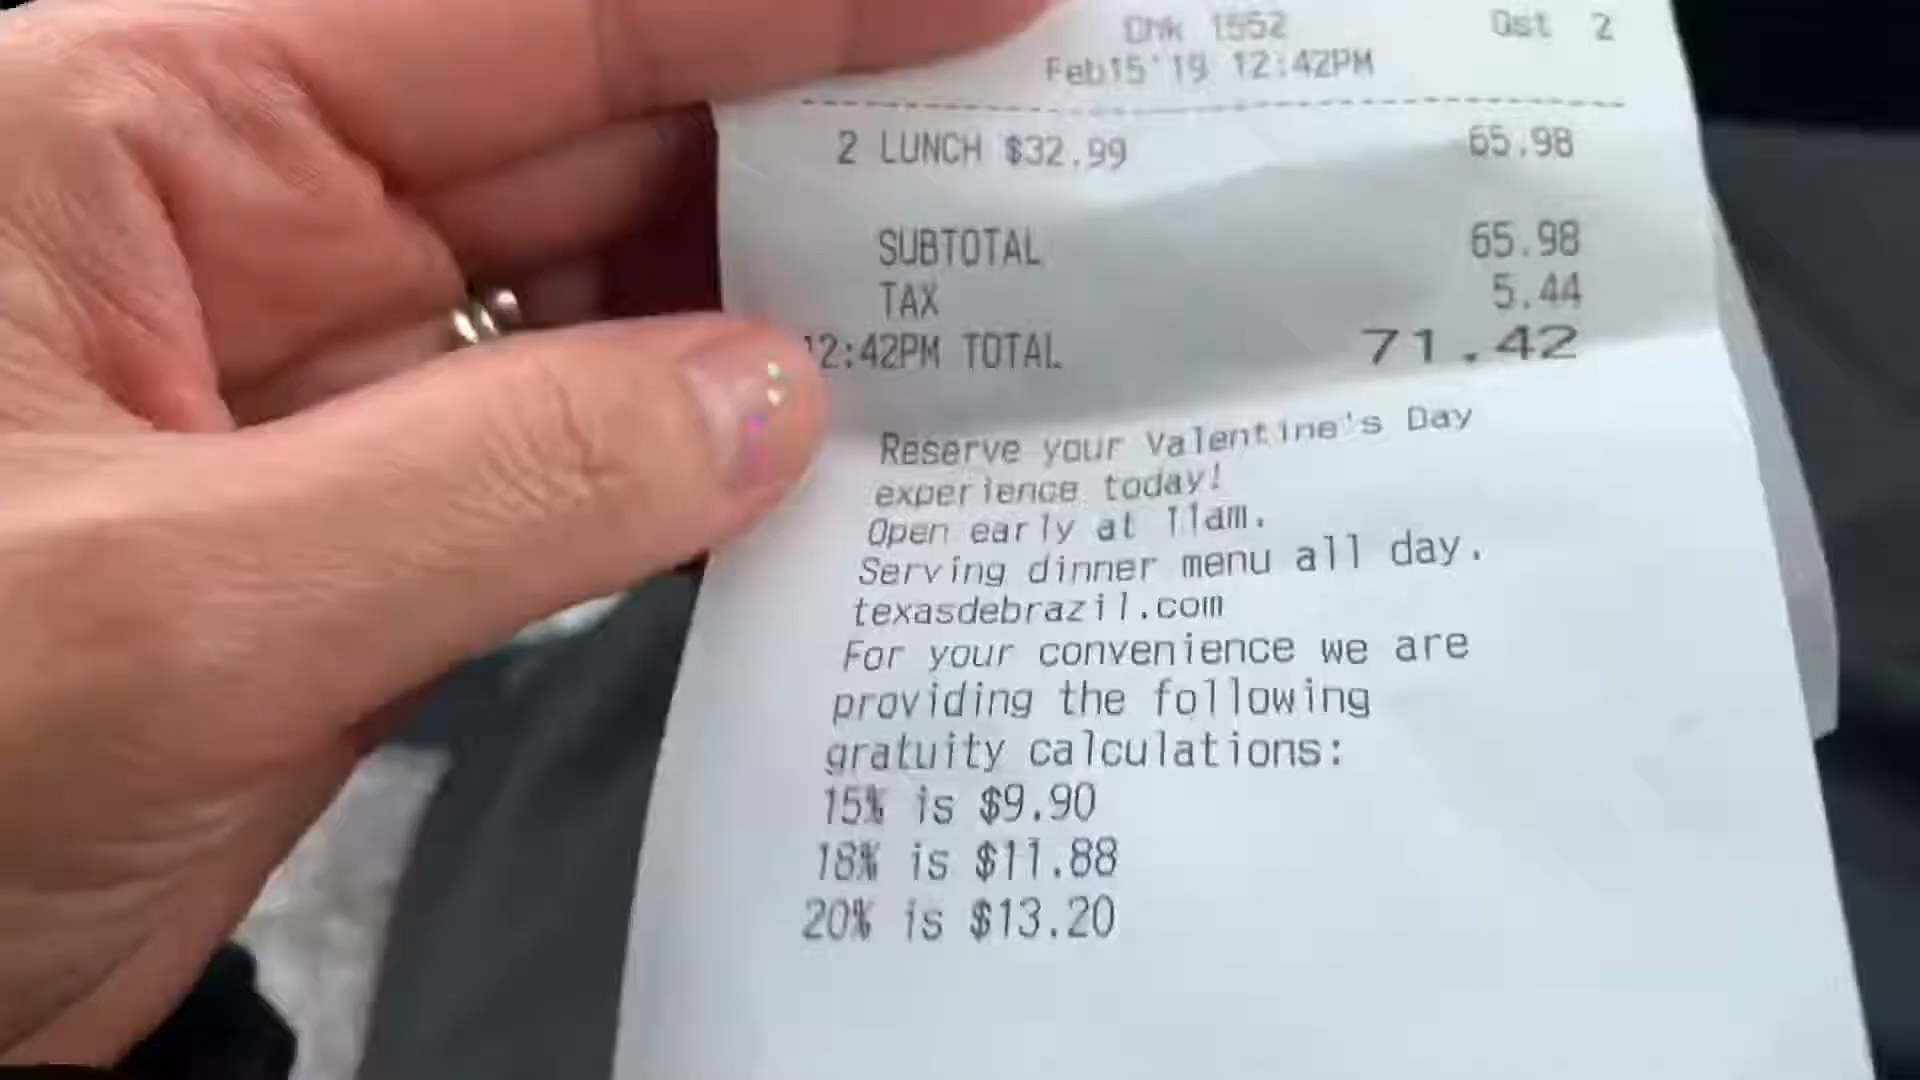 Chk 1552 Gst 2
Feb15'19 12:42PM
2 LUNCH $32.99 65.98
SUBTOTAL 65.98
TAX 5.44
12:42PM TOTAL 71.42
Reserve your Valentine's Day
experience today!
Open early at 11am.
Serving dinner menu all day.
texasdebrazil.com
For your convenience we are
providing the following
gratuity calculations:
15% is $9.90
18% is $11.88
20% is $13.20